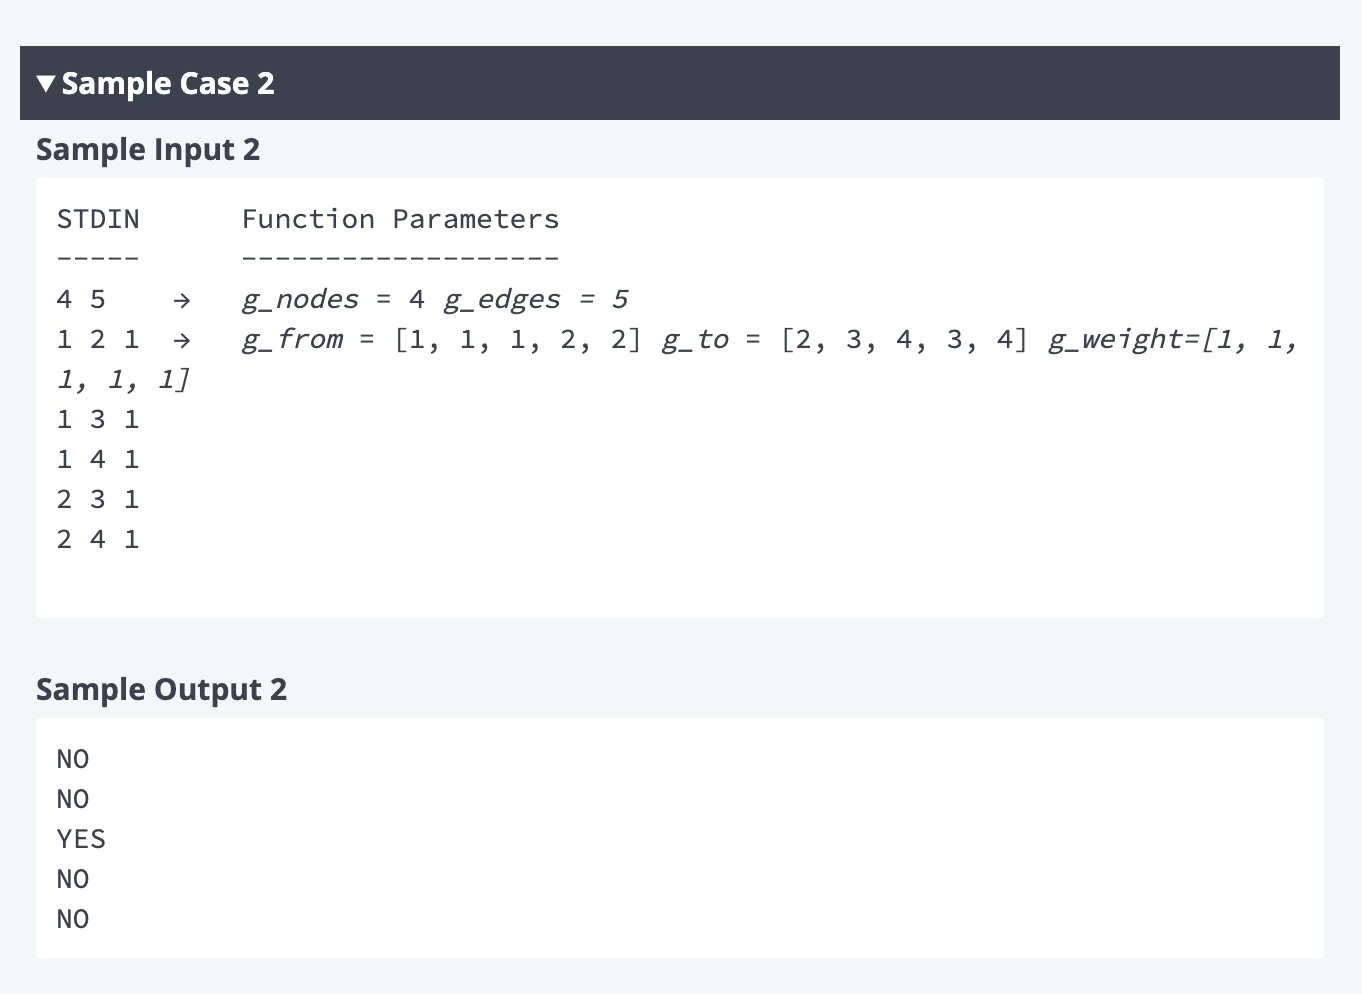 ▼Sample Case 2
Sample Input 2
STDIN      Function Parameters
-----      -------------------
4 5    →   g_nodes = 4 g_edges = 5
1 2 1  →   g_from = [1, 1, 1, 2, 2] g_to = [2, 3, 4, 3, 4] g_weight=[1, 1,
1, 1, 1]
1 3 1
1 4 1
2 3 1
2 4 1
Sample Output 2
NO
NO
YES
NO
NO